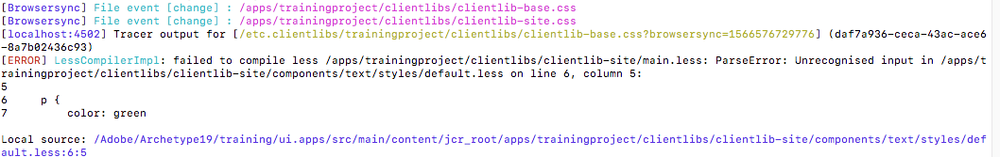 [Browsersync] File event [change] : /apps/trainingproject/clientlibs/clientlib-base.css
[Browsersync] File event [change] : /apps/trainingproject/clientlibs/clientlib-site.css
[localhost:4502] Tracer output for [/etc.clientlibs/trainingproject/clientlibs/clientlib-base.css?browsersync=1566576729776] (daf7a936-ceca-43ac-ace6
-8a7b02436c93)
[ERROR] LessCompilerImpl: failed to compile less /apps/trainingproject/clientlibs/clientlib-site/main.less: ParseError: Unrecognised input in /apps/t
rainingproject/clientlibs/clientlib-site/components/text/styles/default.less on line 6, column 5:
5
6     p {
7         color: green
Local source: /Adobe/Archetype19/training/ui.apps/src/main/content/jcr_root/apps/trainingproject/clientlibs/clientlib-site/components/text/styles/def
ault.less:6:5